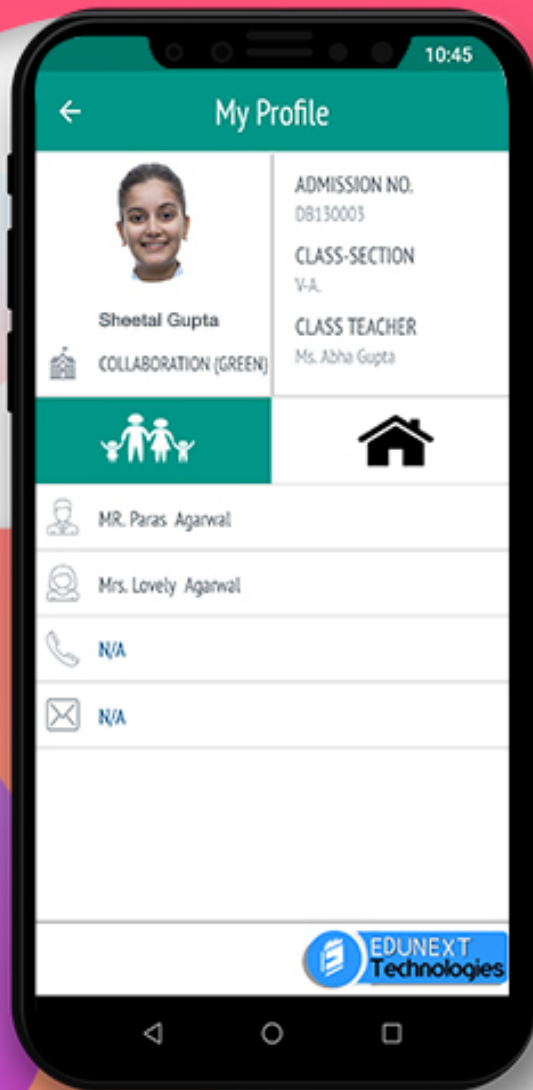 10:45
My Profile
Sheetal Gupta
COLLABORATION (GREEN)
ADMISSION NO.
DB130003
CLASS-SECTION
V-A.
CLASS TEACHER
Ms. Abha Gupta
MR. Paras Agarwal
Mrs. Lovely Agarwal
N/A
N/A
EDUNEXT
Technologies